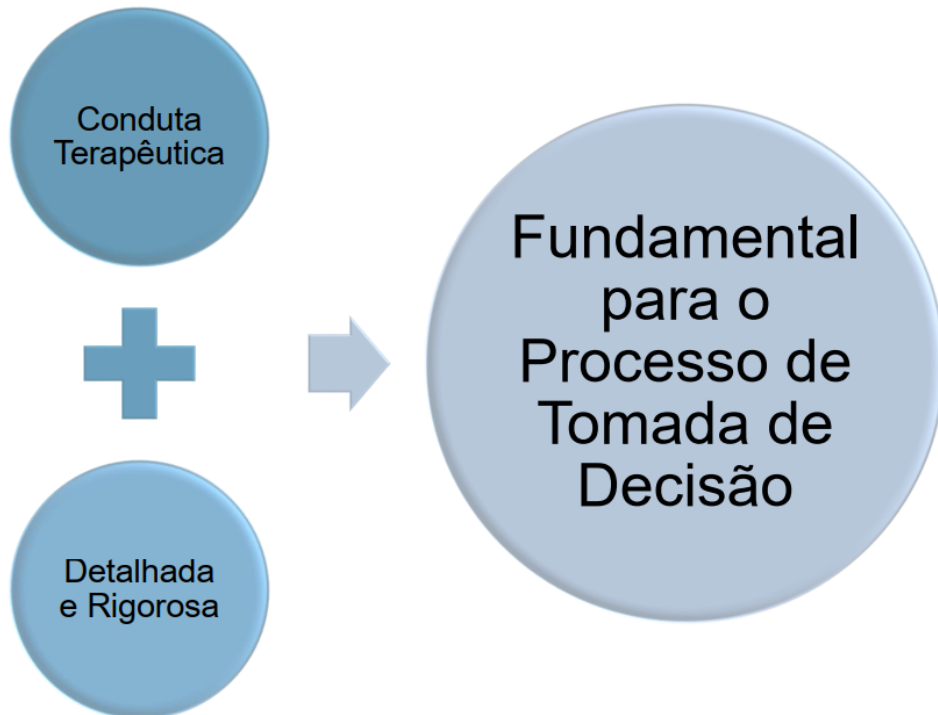 Conduta
Terapêutica
Detalhada
e Rigorosa
Fundamental
para o
Processo de
Tomada de
Decisão